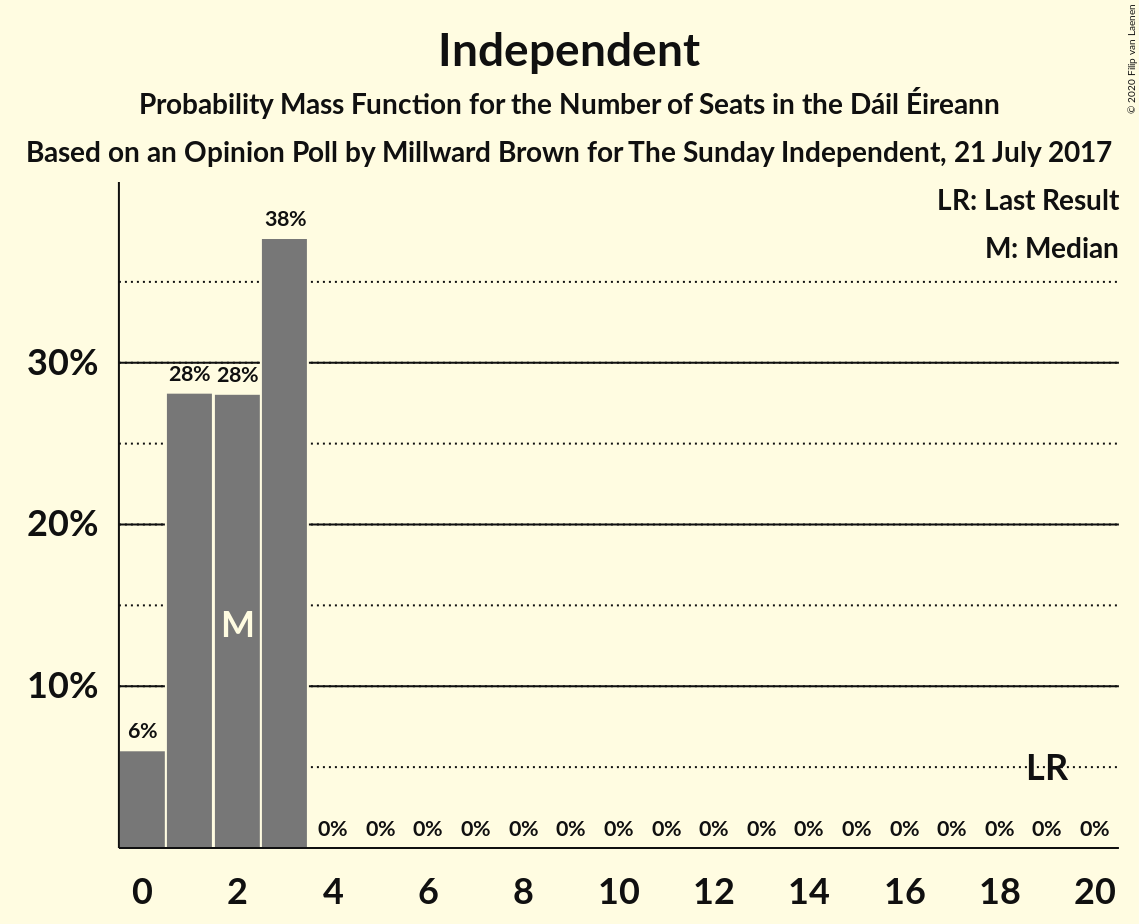 Independent
Probability Mass Function for the Number of Seats in the Dáil Éireann
Based on an Opinion Poll by Millward Brown for The Sunday Independent, 21 July 2017
© 2020 Filip van Laenen
LR: Last Result
M: Median
38%
30%
28% 28%
20%
M
10%
6%
LR
0% 0% 0% 0% 0% 0% 0% 0% 0% 0% 0% 0% 0% 0% 0% 0% 0%
0 2 4 6 8 10 12 14 16 18 20